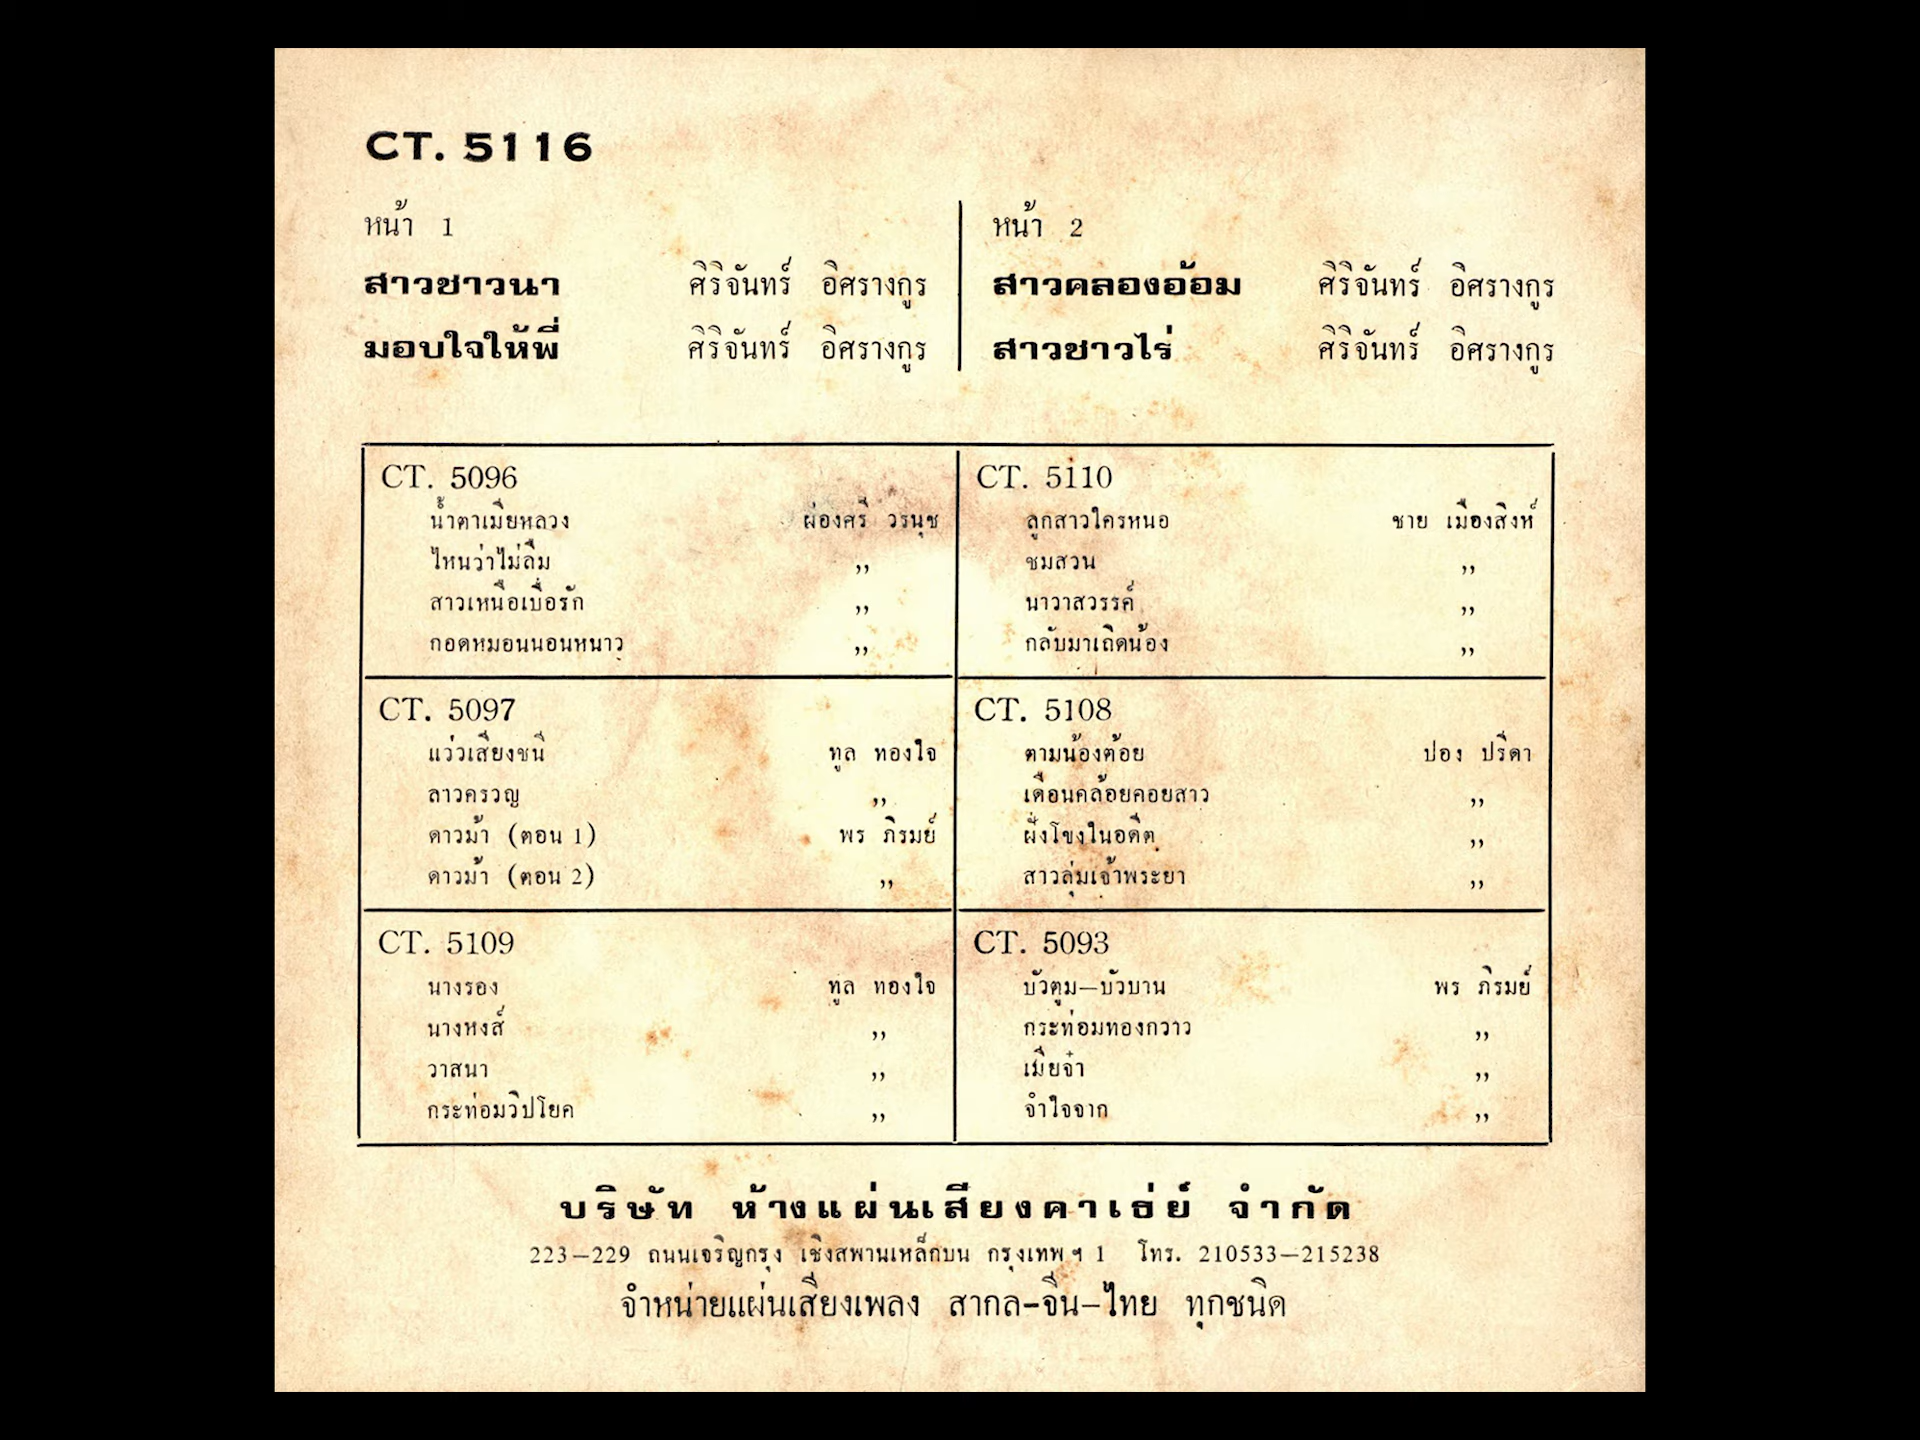 CT. 5116
หน้า 1
สาวชาวนา ศิริจันทร์ อิศรางกูร
มอบใจให้พี่ ศิริจันทร์ อิศรางกูร
หน้า 2
สาวคลองอ้อม ศิริจันทร์ อิศรางกูร
สาวชาวไร่ ศิริจันทร์ อิศรางกูร
CT. 5096
น้ำตาเมียหลวง ผ่องศรี วรนุช
ไหนว่าไม่ลืม ,,
สาวเหนือเบื่อรัก ,,
กอดหมอนนอนหนาว ,,
CT. 5110
ลูกสาวใครหนอ ชาย เมืองสิงห์
ชมสวน ,,
นาวาสวรรค์ ,,
กลับมาเถิดน้อง ,,
CT. 5097
แว่วเสียงชนี ทูล ทองใจ
ลาวครวญ ,,
ดาวม้า (ตอน 1) พร ภิรมย์
ดาวม้า (ตอน 2) ,,
CT. 5108
ตามน้องต้อย ปอง ปรีดา
เดือนคล้อยคอยสาว ,,
ฝั่งโขงในอดีต ,,
สาวลุ่มเจ้าพระยา ,,
CT. 5109
นางรอง ทูล ทองใจ
นางหงส์ ,,
วาสนา ,,
กระท่อมวิปโยค ,,
CT. 5093
บัวตูม—บัวบาน พร ภิรมย์
กระท่อมทองกวาว ,,
เมียจ๋า ,,
จำใจจาก ,,
บริษัท ห้างแผ่นเสียงคาเธ่ย์ จำกัด
223—229 ถนนเจริญกรุง เชิงสพานเหล็กบน กรุงเทพฯ 1 โทร. 210533—215238
จำหน่ายแผ่นเสียงเพลง สากล-จีน-ไทย ทุกชนิด